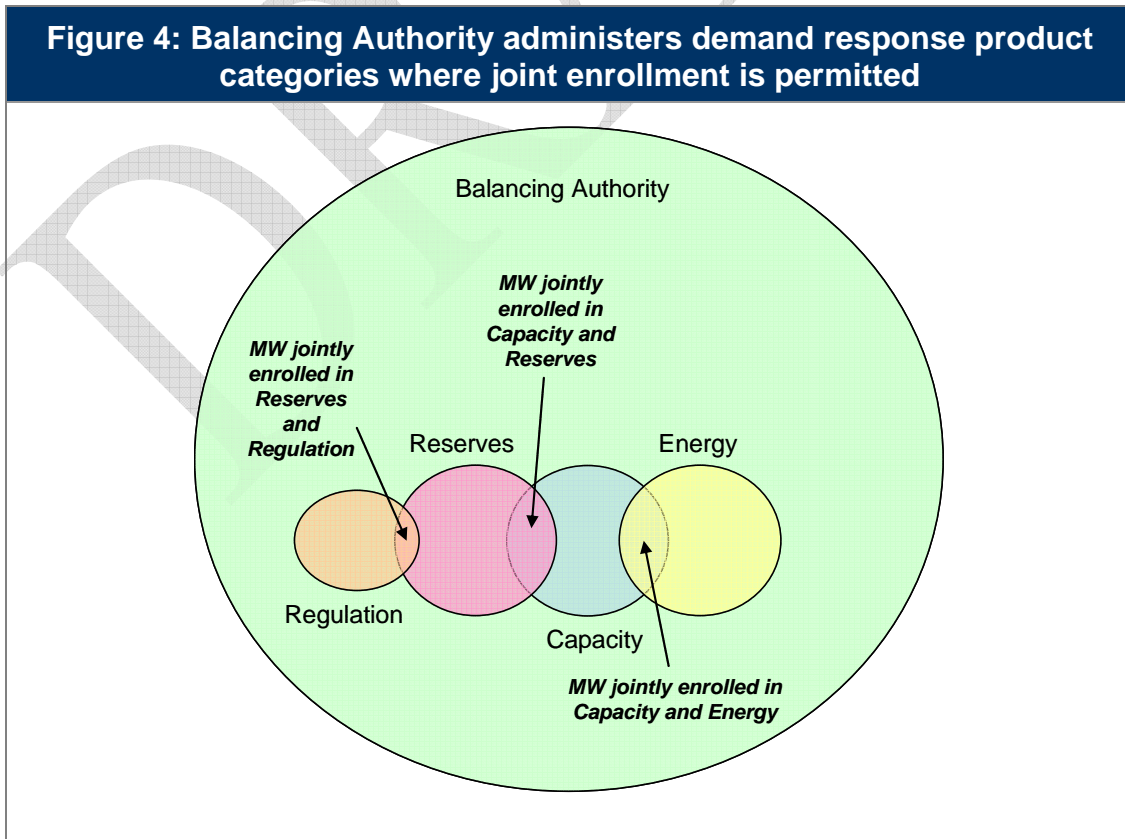 Figure 4: Balancing Authority administers demand response product
categories where joint enrollment is permitted
Balancing Authority
MW jointly
enrolled in
Capacity and
Reserves
MW jointly
enrolled in
Reserves
and
Regulation
Reserves
Energy
Regulation
Capacity
MW jointly enrolled in
Capacity and Energy